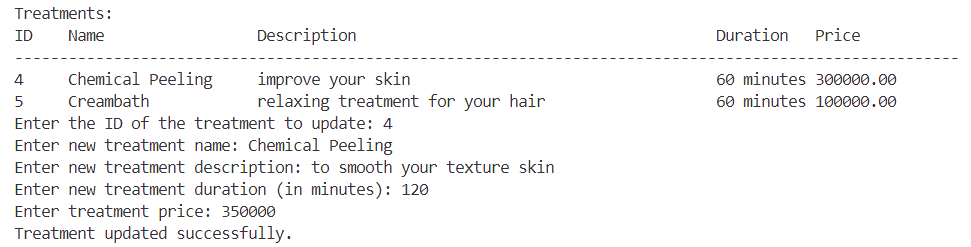 Treatments:
ID Name Description Duration Price
---------------------------------------------------------------------------------------------------------
4 Chemical Peeling improve your skin 60 minutes 300000.00
5 Creambath relaxing treatment for your hair 60 minutes 100000.00
Enter the ID of the treatment to update: 4
Enter new treatment name: Chemical Peeling
Enter new treatment description: to smooth your texture skin
Enter new treatment duration (in minutes): 120
Enter treatment price: 350000
Treatment updated successfully.